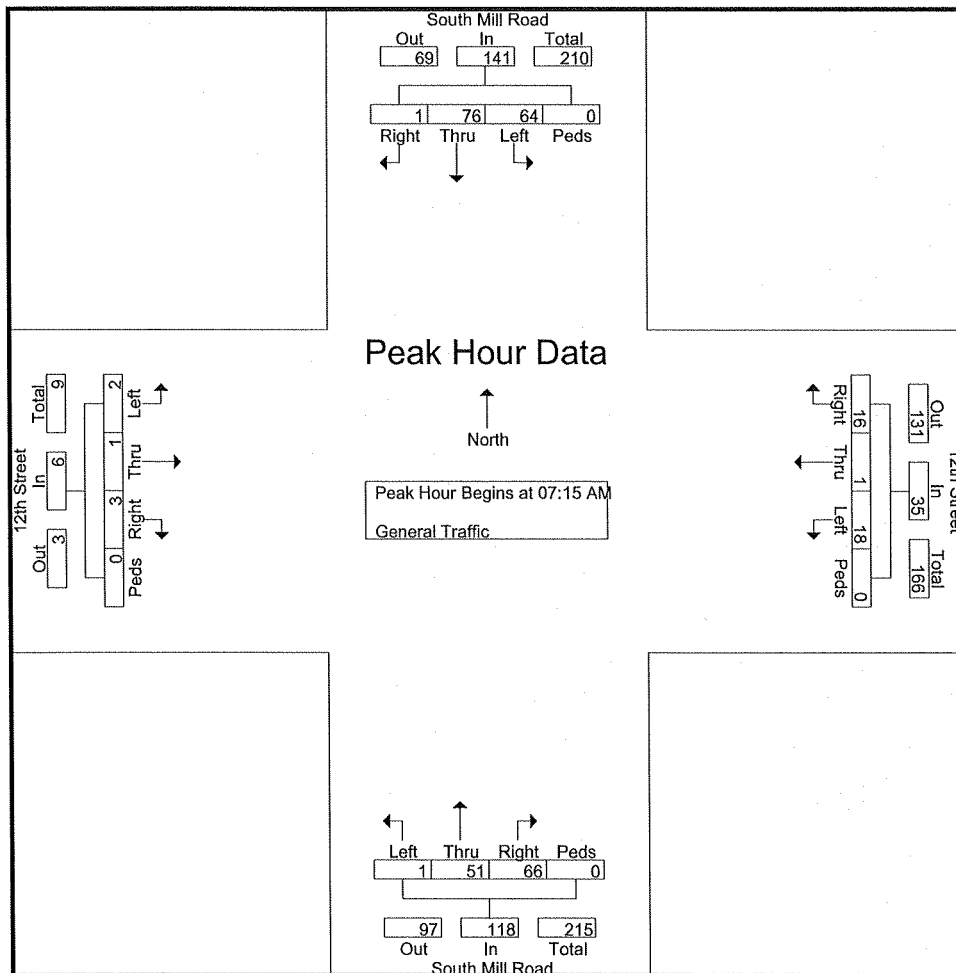 South Mill Road
Out In Total
69 141 210
1 76 64 0
Right Thru Left Peds
Peak Hour Data
North
Peak Hour Begins at 07:15 AM
General Traffic
12th Street
Total In Out
9 6 3
2 1 3 0
Left Thru Right Peds
Right Thru Left Peds
16 1 18 0
Out In Total
131 35 166
12th Street
Left Thru Right Peds
1 51 66 0
97 118 215
Out In Total
South Mill Road